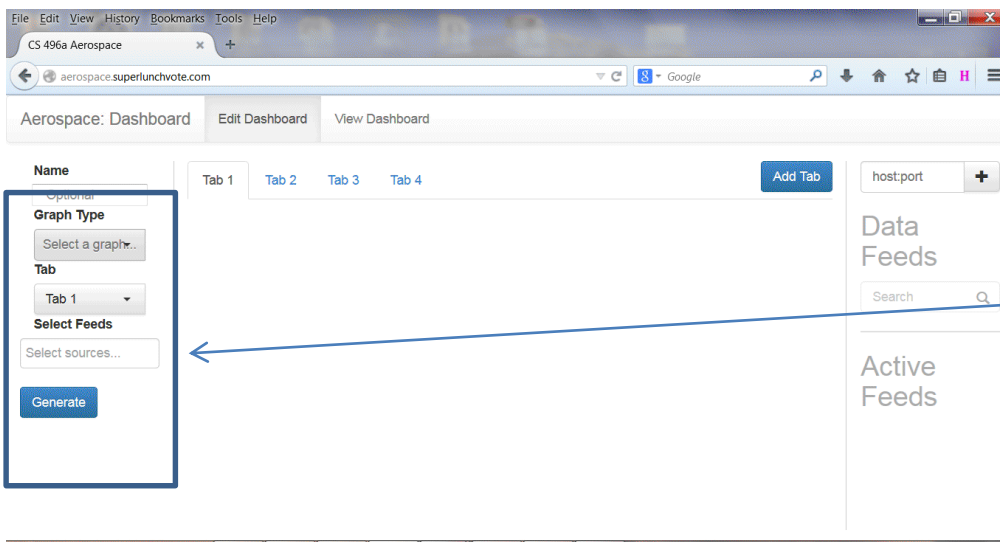 File Edit View History Bookmarks Tools Help
CS 496a Aerospace
aerospace.superlunchvote.com
8 Google
H
Aerospace: Dashboard Edit Dashboard View Dashboard
Name
Optional
Graph Type
Select a graph...
Tab
Tab 1
Select Feeds
Select sources...
Generate
Tab 1 Tab 2 Tab 3 Tab 4
Add Tab
host:port
Data
Feeds
Search
Active
Feeds